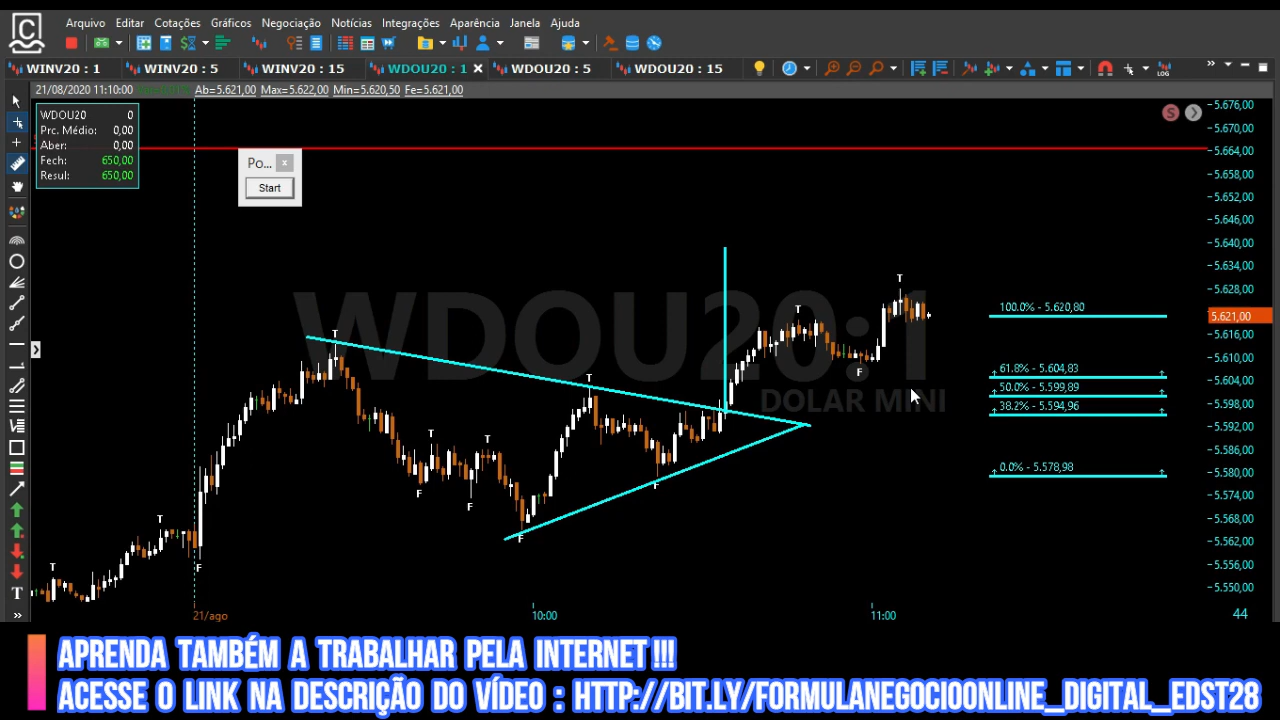 Arquivo Editar Cotações Gráficos Negociação Notícias Integrações Aparência Janela Ajuda
WINV20 : 1 WINV20 : 5 WINV20 : 15 WDOU20 : 1 WDOU20 : 5 WDOU20 : 15
LOG
21/08/2020 11:10:00 Ab=5.621,00 Max=5.622,00 Min=5.620,50 Fe=5.621,00
WDOU20 0
Prc. Médio: 0,00
Aber: 0,00
Fech: 650,00
Resul: 650,00
Po... x
Start
S
WDOU20:1
DOLAR MINI
T
T
T
T
T
T
T
T
F
F
F
F
F
F
100.0% - 5.620,80
61.8% - 5.604,83
50.0% - 5.599,89
38.2% - 5.594,96
0.0% - 5.578,98
5.676,00
5.670,00
5.664,00
5.658,00
5.652,00
5.646,00
5.640,00
5.634,00
5.628,00
5.621,00
5.616,00
5.610,00
5.604,00
5.598,00
5.592,00
5.586,00
5.580,00
5.574,00
5.568,00
5.562,00
5.556,00
5.550,00
21/ago 10:00 11:00 44
APRENDA TAMBÉM A TRABALHAR PELA INTERNET!!!
ACESSE O LINK NA DESCRIÇÃO DO VÍDEO : HTTP://BIT.LY/FORMULANEGOCIOONLINE_DIGITAL_EDST28